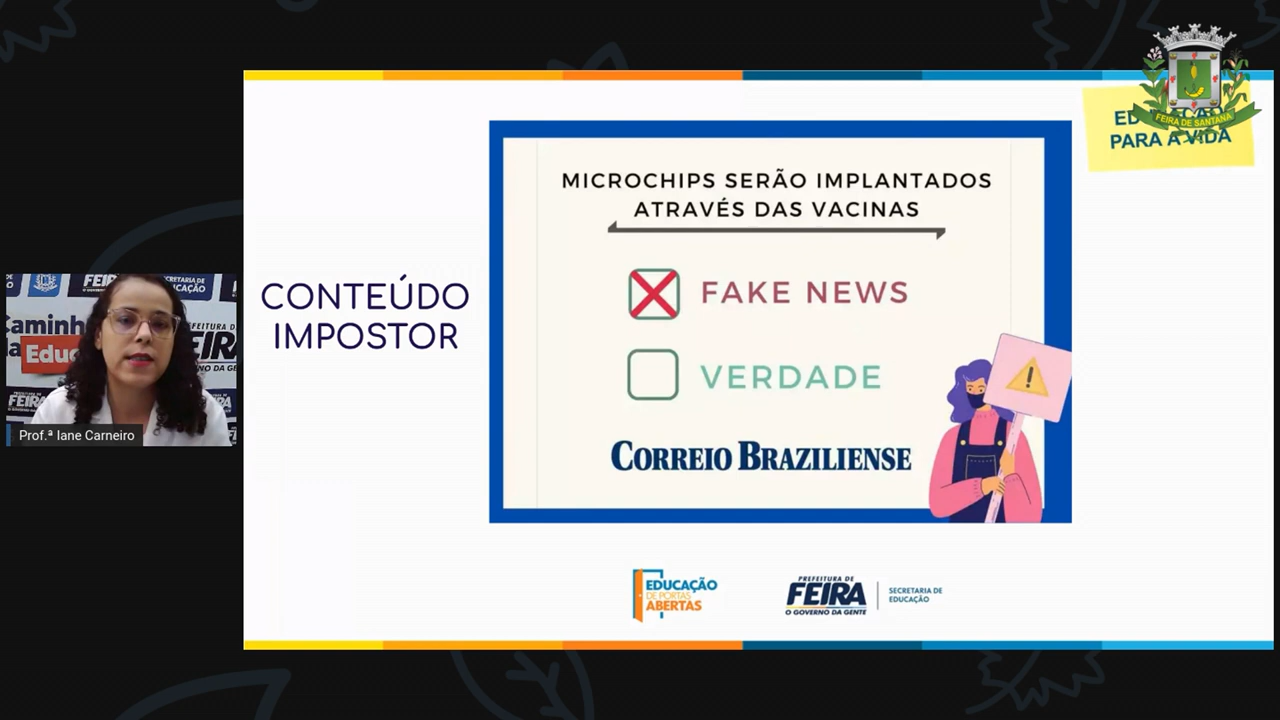 EDUCAÇÃO
PARA A VIDA
FEIRA DE SANTANA
MICROCHIPS SERÃO IMPLANTADOS
ATRAVÉS DAS VACINAS
FAKE NEWS
VERDADE
CORREIO BRAZILIENSE
CONTEÚDO
IMPOSTOR
Prof.ª Iane Carneiro
EDUCAÇÃO
DE PORTAS
ABERTAS
PREFEITURA DE
FEIRA
O GOVERNO DA GENTE
SECRETARIA DE
EDUCAÇÃO